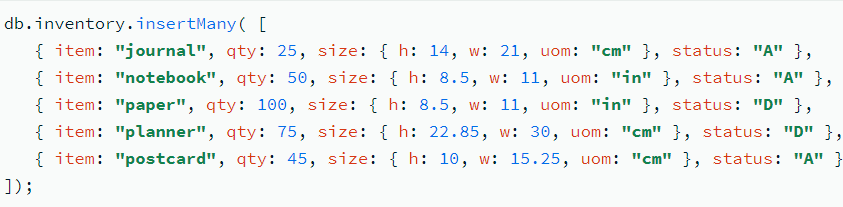 db.inventory.insertMany( [
{ item: "journal", qty: 25, size: { h: 14, w: 21, uom: "cm" }, status: "A" },
{ item: "notebook", qty: 50, size: { h: 8.5, w: 11, uom: "in" }, status: "A" },
{ item: "paper", qty: 100, size: { h: 8.5, w: 11, uom: "in" }, status: "D" },
{ item: "planner", qty: 75, size: { h: 22.85, w: 30, uom: "cm" }, status: "D" },
{ item: "postcard", qty: 45, size: { h: 10, w: 15.25, uom: "cm" }, status: "A" }
]);